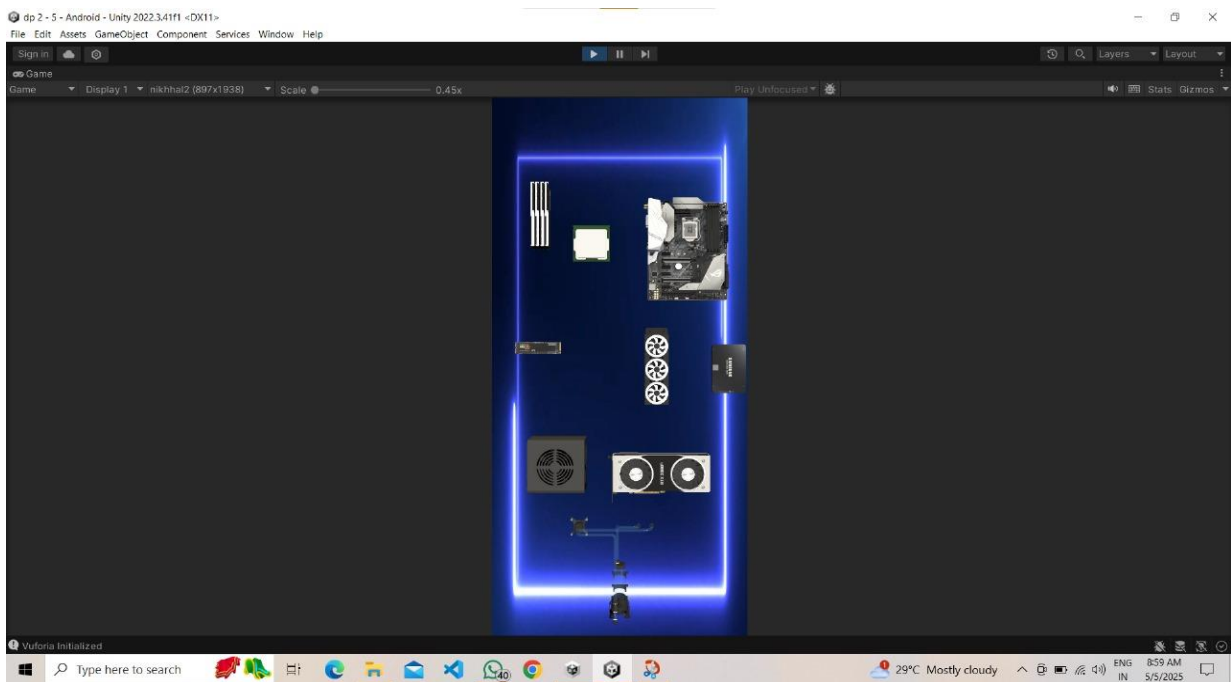 dp 2 - 5 - Android - Unity 2022.3.41f1 <DX11>
File Edit Assets GameObject Component Services Window Help
Sign in Layers Layout
Game
Game Display 1 nikhhal2 (897x1938) Scale 0.45x Play Unfocused Stats Gizmos
Vuforia Initialized
Type here to search 40 29°C Mostly cloudy ENG 8:59 AM
IN 5/5/2025